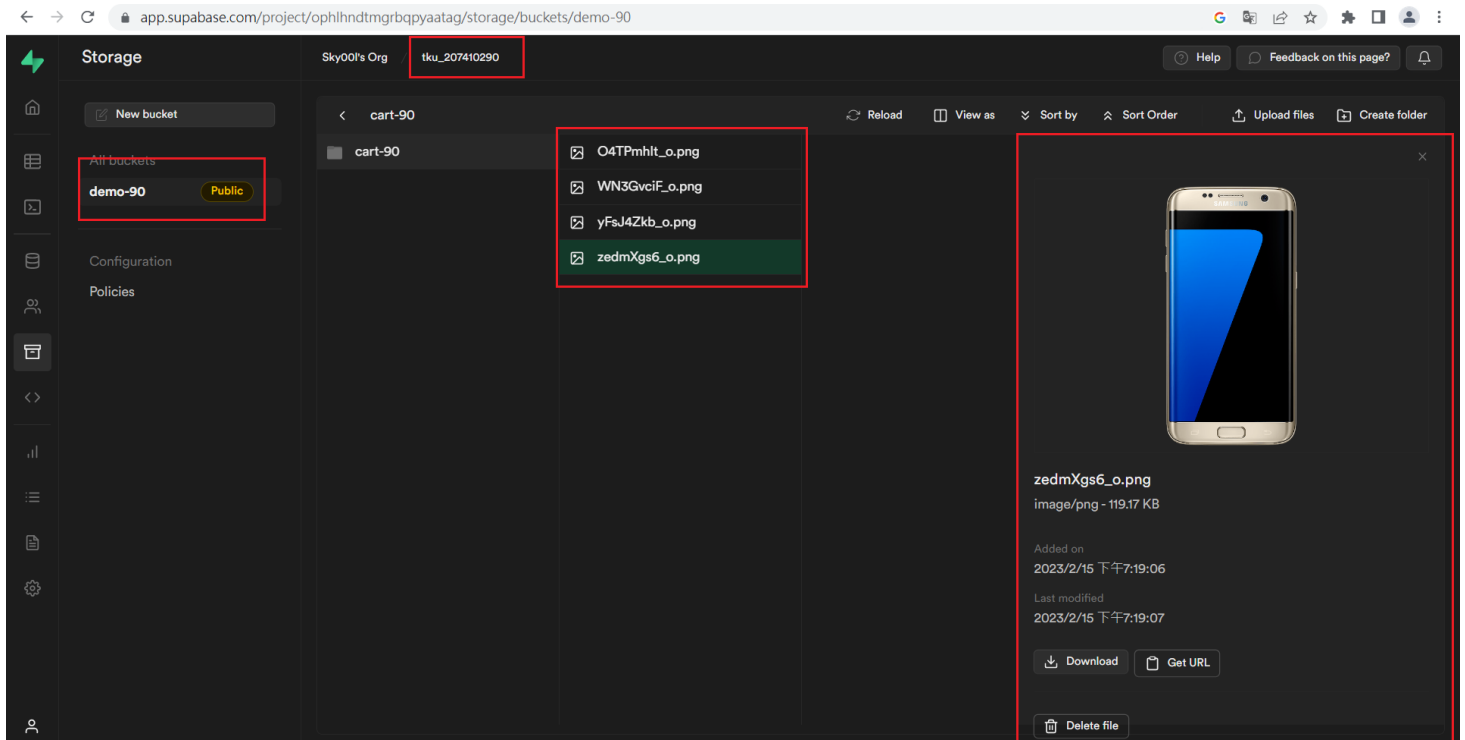 app.supabase.com/project/ophlhndtmgrbqpyaatag/storage/buckets/demo-90
Storage
Sky00l's Org / tku_207410290
Help
Feedback on this page?
New bucket
cart-90
Reload
View as
Sort by
Sort Order
Upload files
Create folder
All buckets
demo-90
Public
Configuration
Policies
cart-90
O4TPmhIt_o.png
WN3GvciF_o.png
yFsJ4Zkb_o.png
zedmXgs6_o.png
SAMSUNG
zedmXgs6_o.png
image/png - 119.17 KB
Added on
2023/2/15 下午7:19:06
Last modified
2023/2/15 下午7:19:07
Download
Get URL
Delete file